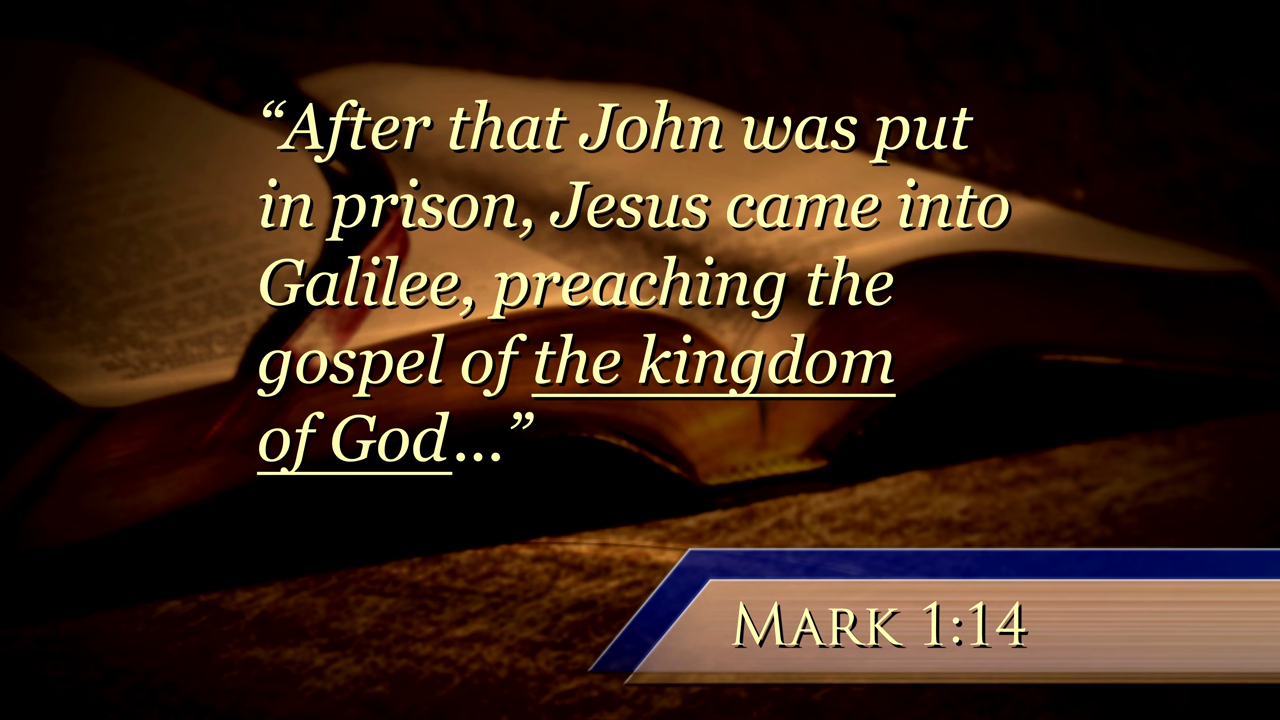 “After that John was put
in prison, Jesus came into
Galilee, preaching the
gospel of the kingdom
of God...”
Mark 1:14